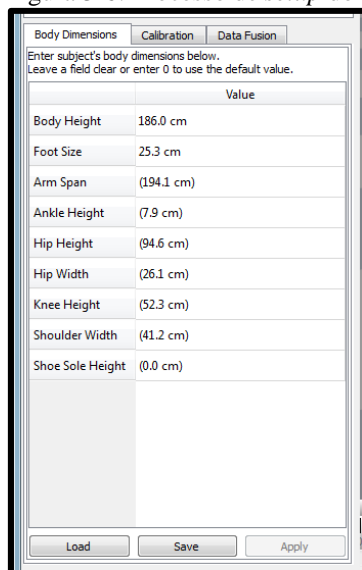 Body Dimensions Calibration Data Fusion
Enter subject's body dimensions below.
Leave a field clear or enter 0 to use the default value.
Value
Body Height 186.0 cm
Foot Size 25.3 cm
Arm Span (194.1 cm)
Ankle Height (7.9 cm)
Hip Height (94.6 cm)
Hip Width (26.1 cm)
Knee Height (52.3 cm)
Shoulder Width (41.2 cm)
Shoe Sole Height (0.0 cm)
Load Save Apply